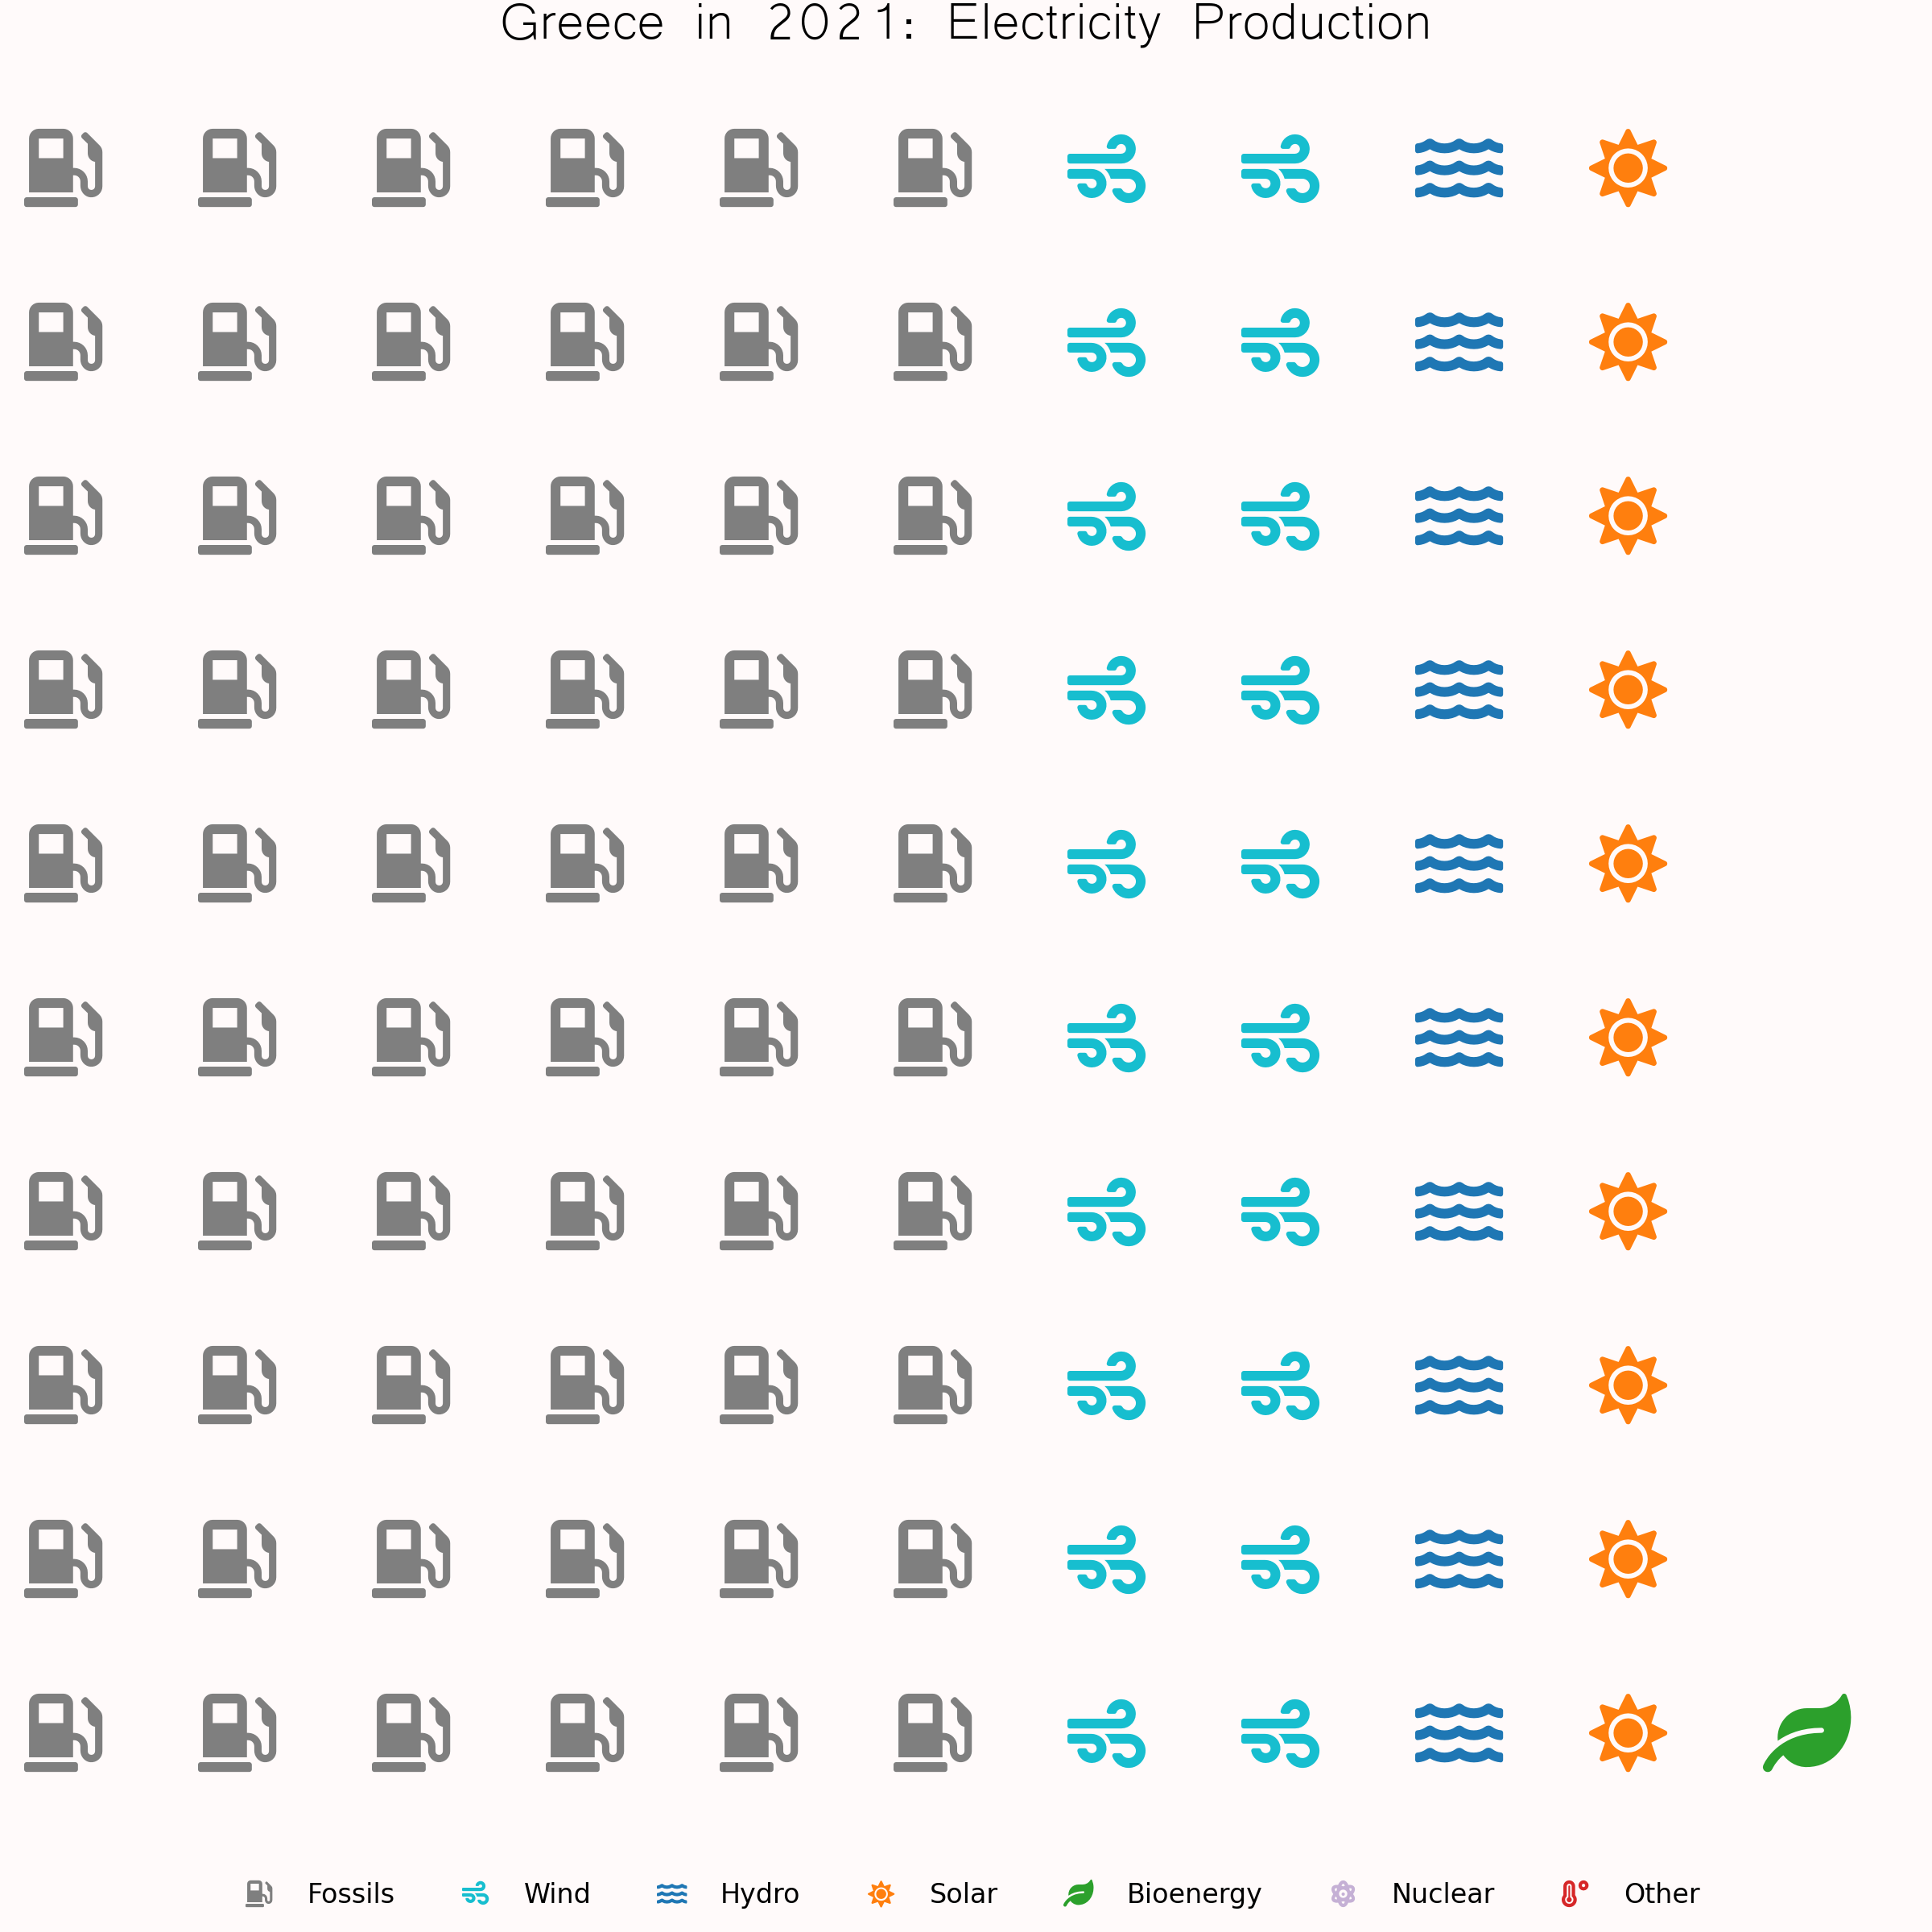 Greece in 2021: Electricity Production
Fossils Wind Hydro Solar Bioenergy Nuclear Other